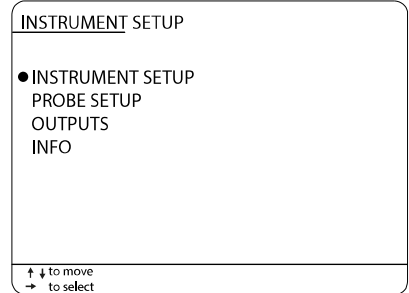 INSTRUMENT SETUP
●INSTRUMENT SETUP
PROBE SETUP
OUTPUTS
INFO
↑ ↓ to move
→ to select